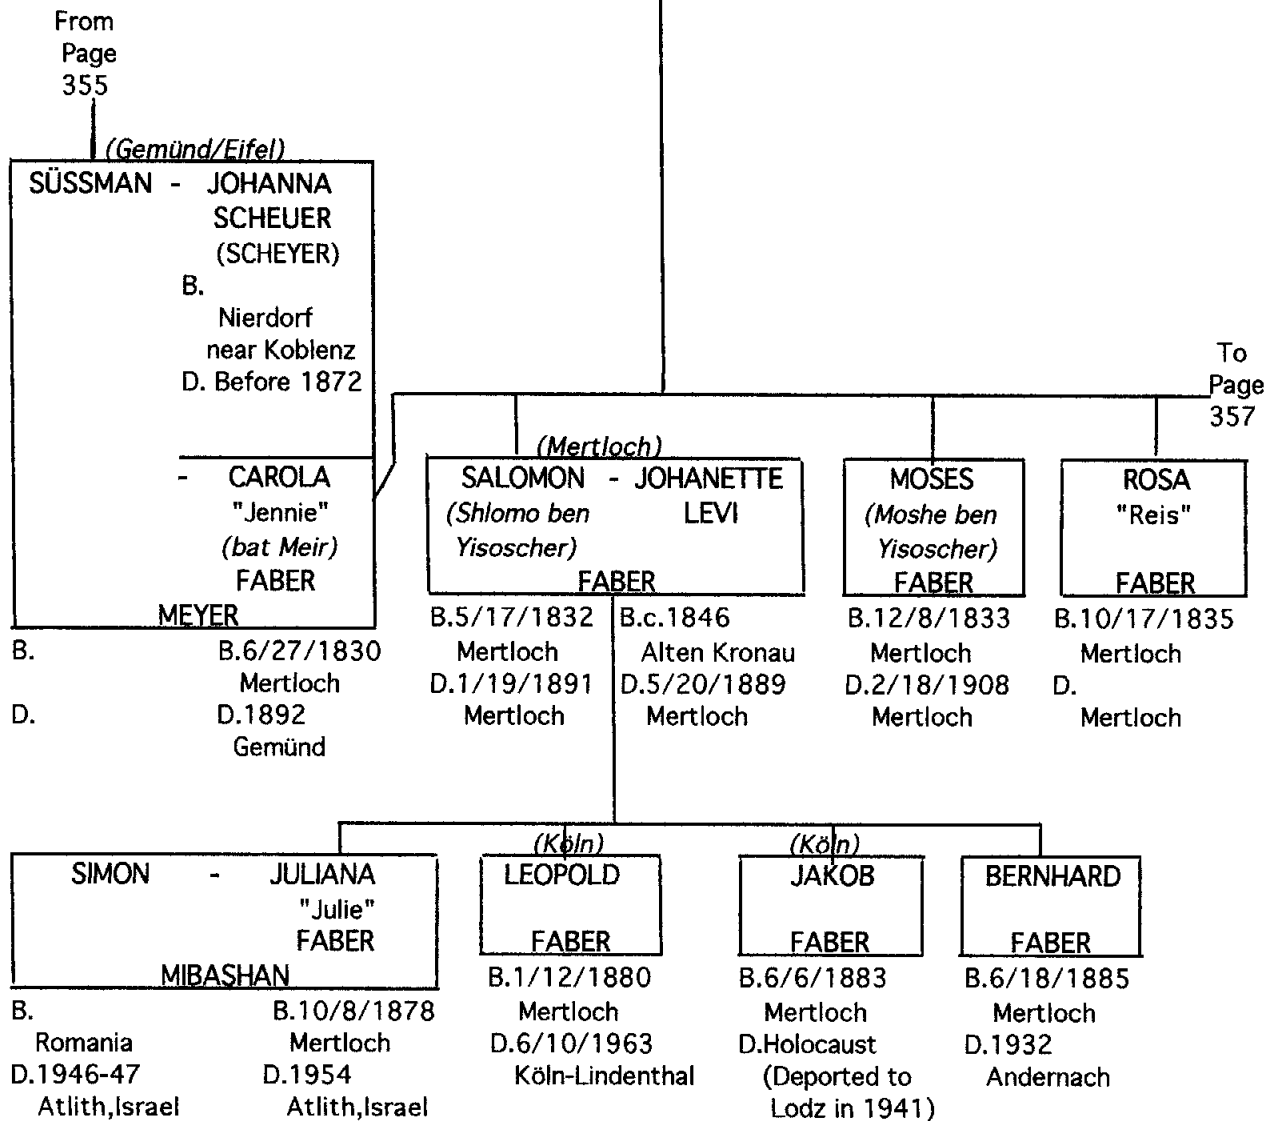 From
Page
355
(Gemünd/Eifel)
SÜSSMAN - JOHANNA
SCHEUER
(SCHEYER)
B.
Nierdorf
near Koblenz
D. Before 1872
- CAROLA
"Jennie"
(bat Meir)
FABER
MEYER
B. B.6/27/1830
Mertloch
D. D.1892
Gemünd
(Mertloch)
SALOMON - JOHANETTE
(Shlomo ben LEVI
Yisoscher)
FABER
B.5/17/1832 B.c.1846
Mertloch Alten Kronau
D.1/19/1891 D.5/20/1889
Mertloch Mertloch
MOSES
(Moshe ben
Yisoscher)
FABER
B.12/8/1833
Mertloch
D.2/18/1908
Mertloch
ROSA
"Reis"
FABER
B.10/17/1835
Mertloch
D.
Mertloch
To
Page
357
SIMON - JULIANA
"Julie"
FABER
MIBASHAN
B. B.10/8/1878
Romania Mertloch
D.1946-47 D.1954
Atlith,Israel Atlith,Israel
(Köln)
LEOPOLD
FABER
B.1/12/1880
Mertloch
D.6/10/1963
Köln-Lindenthal
(Köln)
JAKOB
FABER
B.6/6/1883
Mertloch
D.Holocaust
(Deported to
Lodz in 1941)
BERNHARD
FABER
B.6/18/1885
Mertloch
D.1932
Andernach